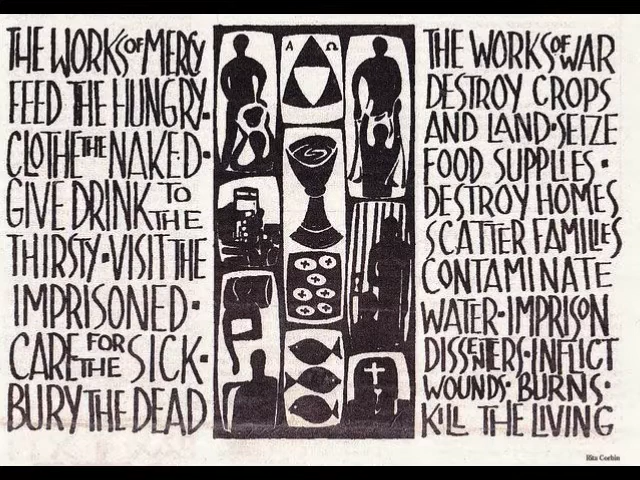 THE WORKS OF MERCY
FEED THE HUNGRY·
CLOTHE THE NAKED·
GIVE DRINK TO
THE
THIRSTY·VISIT THE
IMPRISONED·
CARE FOR THE SICK·
BURY THE DEAD
Α Ω
THE WORKS OF WAR
DESTROY CROPS
AND LAND·SEIZE
FOOD SUPPLIES·
DESTROY HOMES
SCATTER FAMILIES
CONTAMINATE
WATER·IMPRISON
DISSENTERS·INFLICT
WOUNDS·BURNS·
KILL THE LIVING
Rita Corbin